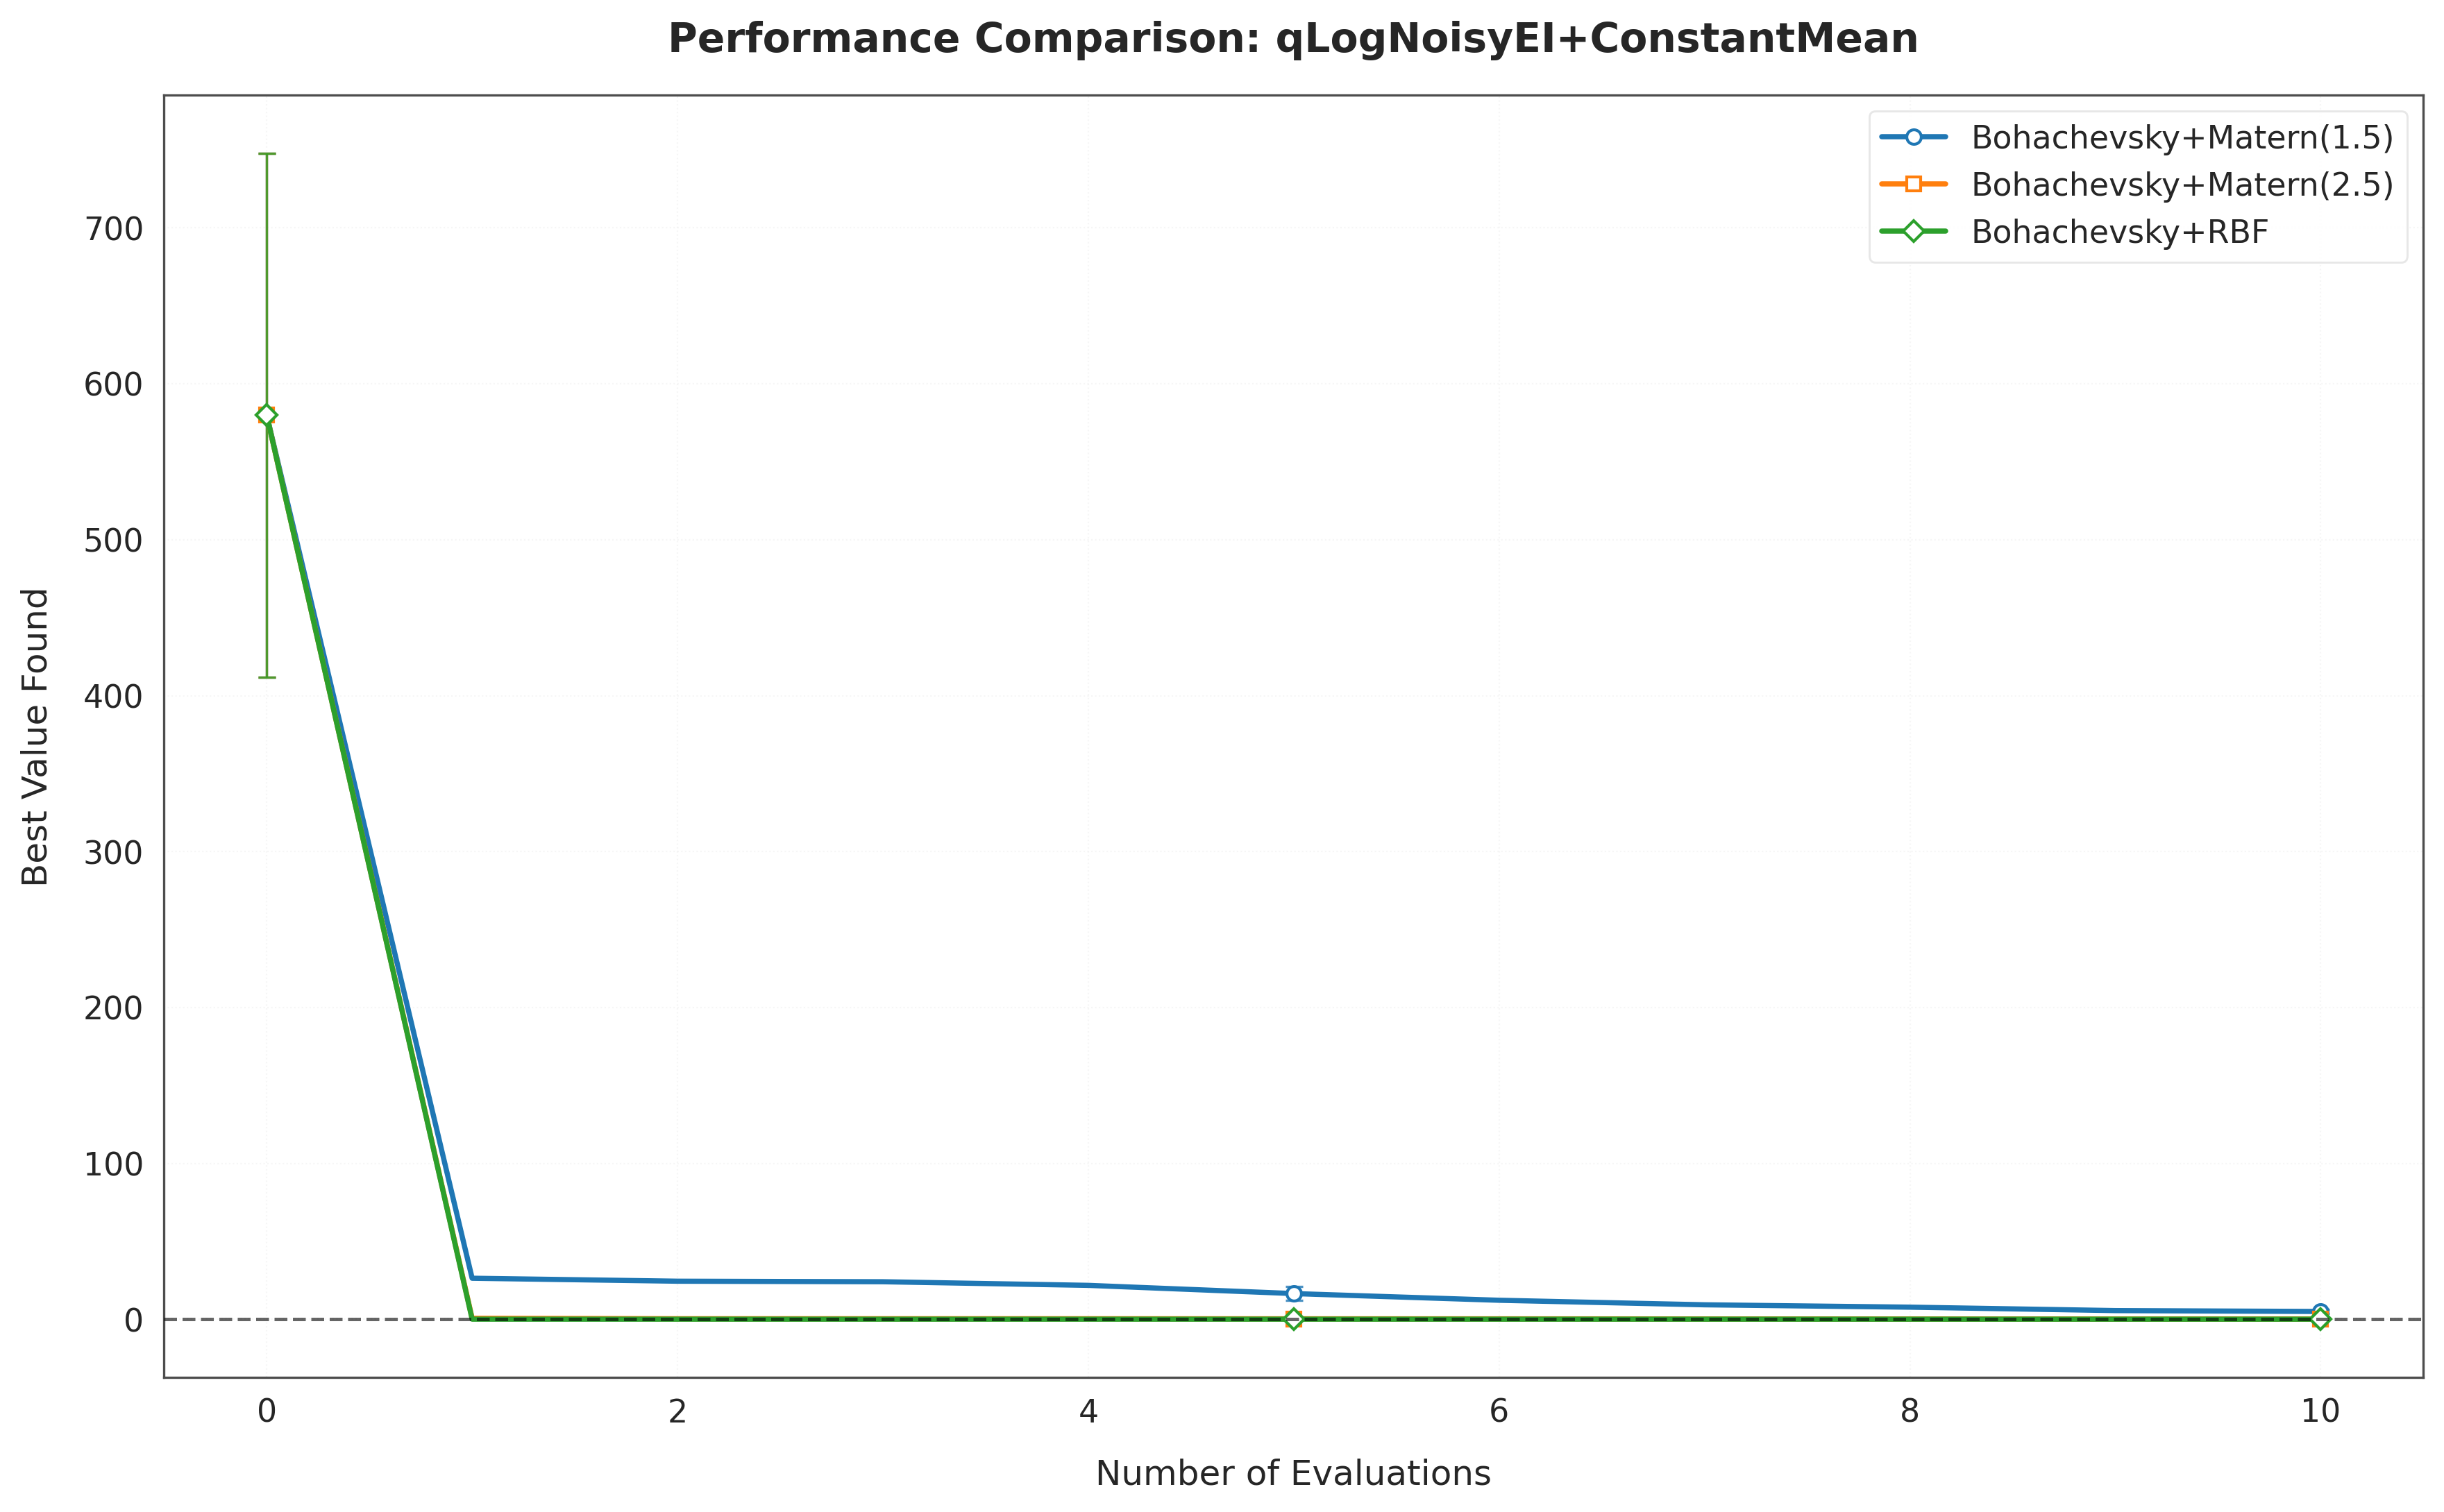 Performance Comparison: qLogNoisyEI+ConstantMean
Bohachevsky+Matern(1.5)
Bohachevsky+Matern(2.5)
Bohachevsky+RBF
Best Value Found
700
600
500
400
300
200
100
0
0 2 4 6 8 10
Number of Evaluations